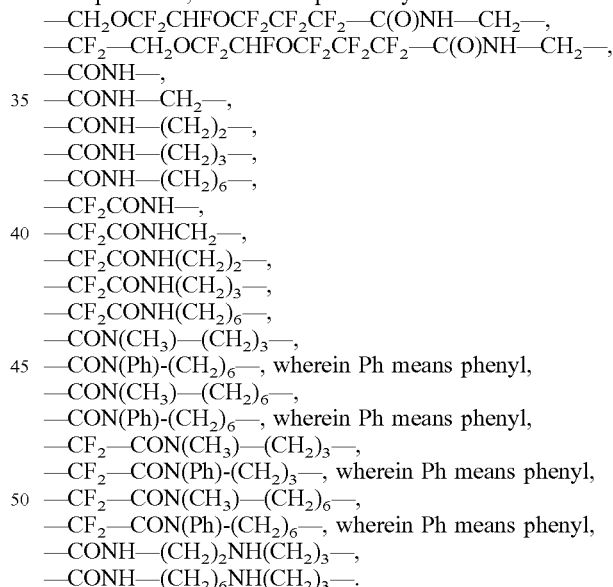 —CH₂OCF₂CHFOCF₂CF₂CF₂—C(O)NH—CH₂—,
—CF₂—CH₂OCF₂CHFOCF₂CF₂CF₂—C(O)NH—CH₂—,
—CONH—,
35 —CONH—CH₂—,
—CONH—(CH₂)₂—,
—CONH—(CH₂)₃—,
—CONH—(CH₂)₆—,
—CF₂CONH—,
40 —CF₂CONHCH₂—,
—CF₂CONH(CH₂)₂—,
—CF₂CONH(CH₂)₃—,
—CF₂CONH(CH₂)₆—,
—CON(CH₃)—(CH₂)₃—,
45 —CON(Ph)-(CH₂)₆—, wherein Ph means phenyl,
—CON(CH₃)—(CH₂)₆—,
—CON(Ph)-(CH₂)₆—, wherein Ph means phenyl,
—CF₂—CON(CH₃)—(CH₂)₃—,
—CF₂—CON(Ph)-(CH₂)₃—, wherein Ph means phenyl,
50 —CF₂—CON(CH₃)—(CH₂)₆—,
—CF₂—CON(Ph)-(CH₂)₆—, wherein Ph means phenyl,
—CONH—(CH₂)₂NH(CH₂)₃—,
—CONH—(CH₂)₆NH(CH₂)₃—.